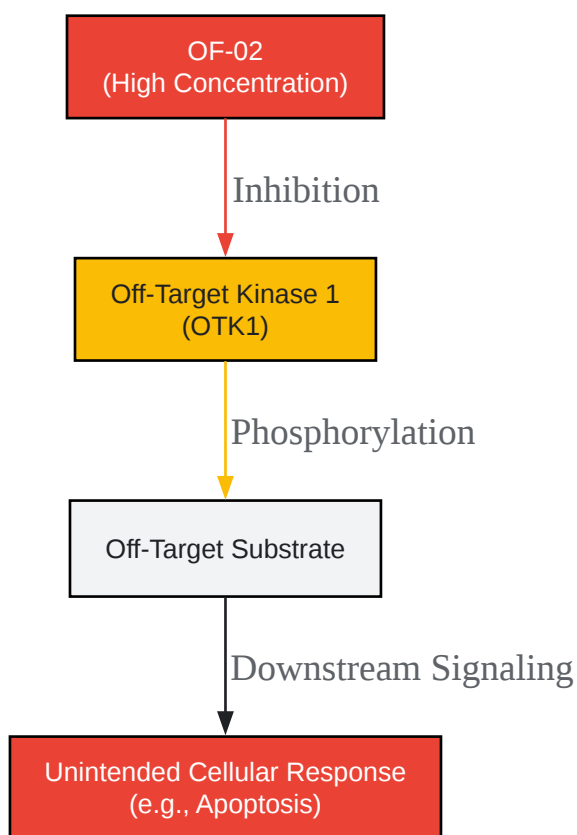 OF-02
(High Concentration)
Inhibition
Off-Target Kinase 1
(OTK1)
Phosphorylation
Off-Target Substrate
Downstream Signaling
Unintended Cellular Response
(e.g., Apoptosis)